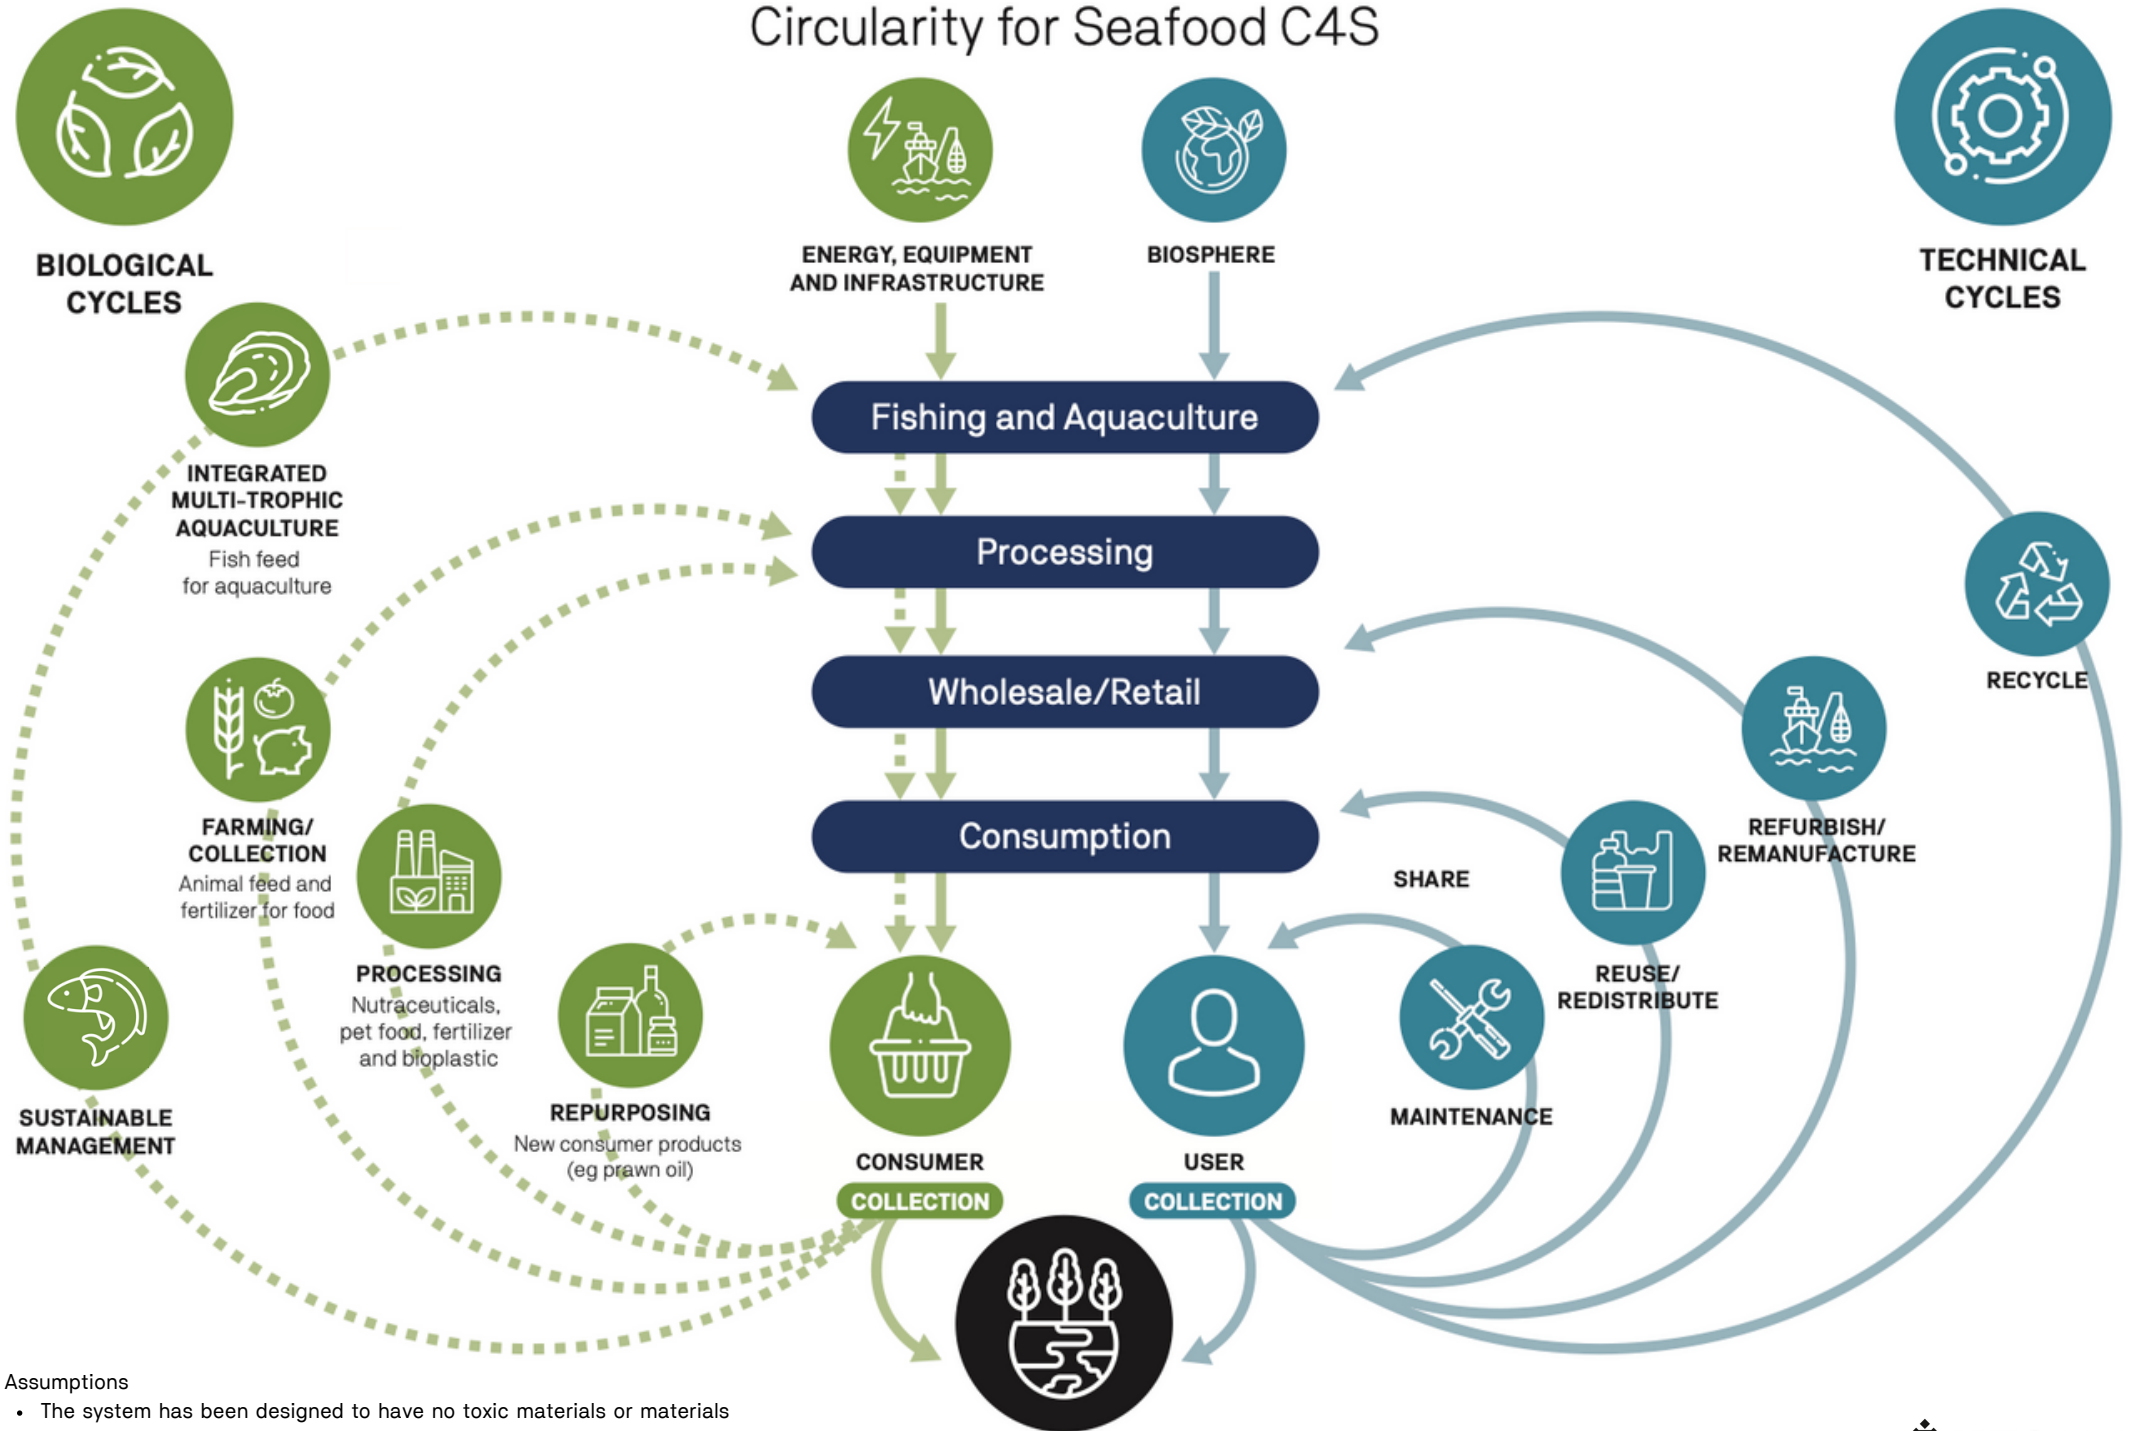 Circularity for Seafood C4S
BIOLOGICAL
CYCLES
ENERGY, EQUIPMENT
AND INFRASTRUCTURE
BIOSPHERE
TECHNICAL
CYCLES
Fishing and Aquaculture
INTEGRATED
MULTI-TROPHIC
AQUACULTURE
Fish feed
for aquaculture
Processing
Wholesale/Retail
RECYCLE
FARMING/
COLLECTION
Animal feed and
fertilizer for food
Consumption
SHARE
REFURBISH/
REMANUFACTURE
PROCESSING
Nutraceuticals,
pet food, fertilizer
and bioplastic
REUSE/
REDISTRIBUTE
SUSTAINABLE
MANAGEMENT
REPURPOSING
New consumer products
(eg prawn oil)
MAINTENANCE
CONSUMER
COLLECTION
USER
COLLECTION
Assumptions
• The system has been designed to have no toxic materials or materials